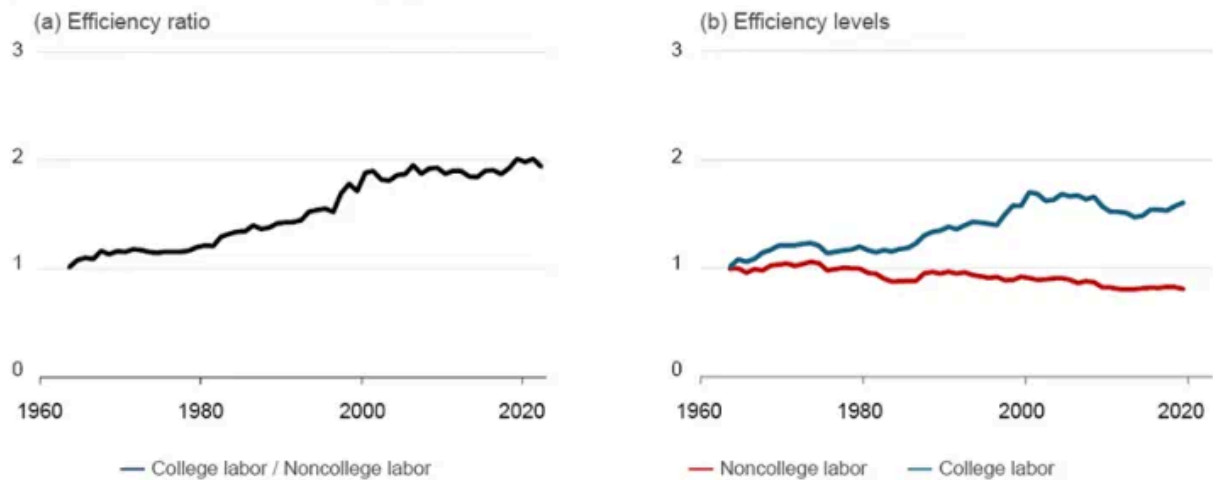 (a) Efficiency ratio
3
2
1
0
1960 1980 2000 2020
College labor / Noncollege labor
(b) Efficiency levels
3
2
1
0
1960 1980 2000 2020
Noncollege labor College labor